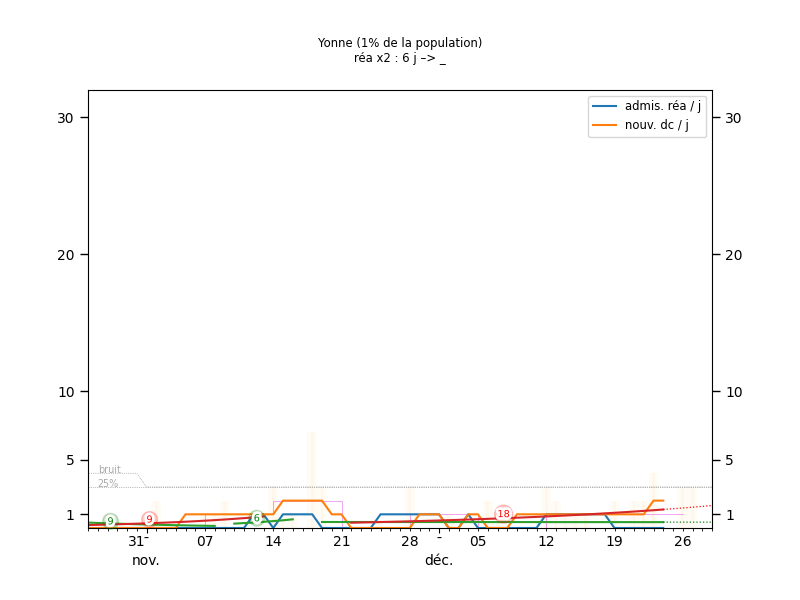 Yonne (1% de la population)
réa x2 : 6 j –> _
admis. réa / j
nouv. dc / j
30 30
20 20
10 10
5 5
1 1
bruit
25%
9 9 6 18
31 07 14 21 28 - 05 12 19 26
nov. déc.